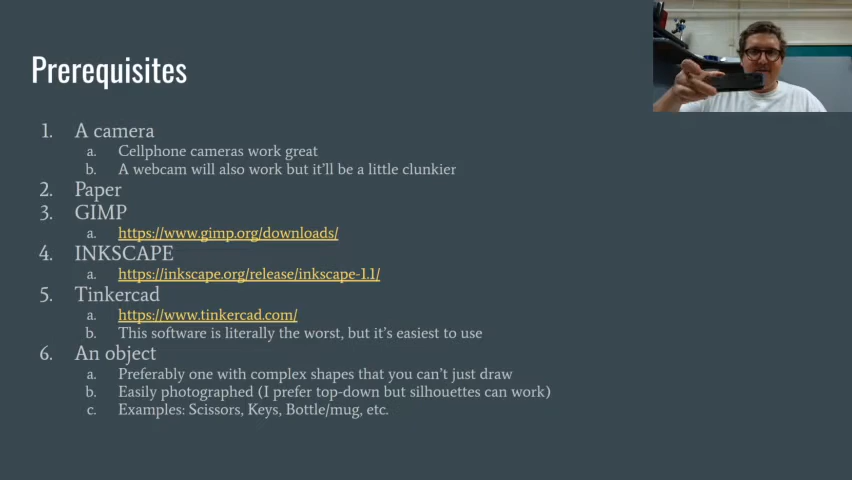 Prerequisites
1. A camera
a. Cellphone cameras work great
b. A webcam will also work but it'll be a little clunkier
2. Paper
3. GIMP
a. https://www.gimp.org/downloads/
4. INKSCAPE
a. https://inkscape.org/release/inkscape-1.1/
5. Tinkercad
a. https://www.tinkercad.com/
b. This software is literally the worst, but it's easiest to use
6. An object
a. Preferably one with complex shapes that you can't just draw
b. Easily photographed (I prefer top-down but silhouettes can work)
c. Examples: Scissors, Keys, Bottle/mug, etc.